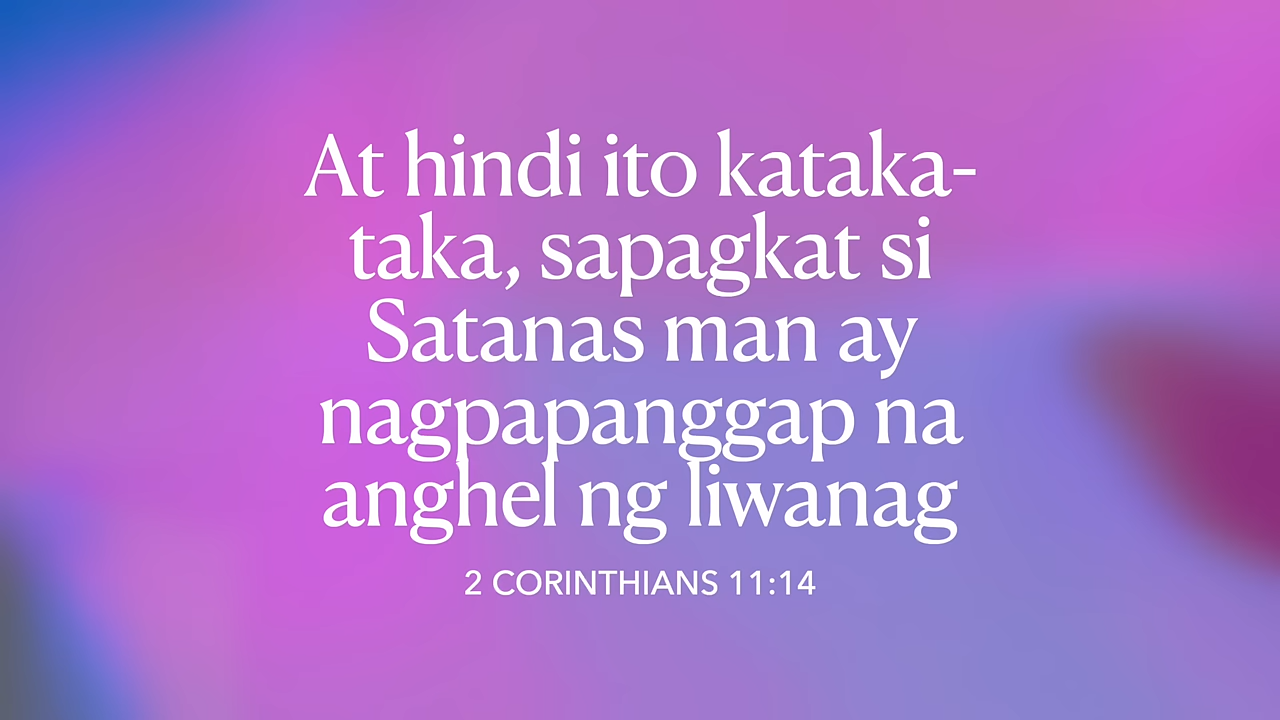 At hindi ito kataka-
taka, sapagkat si
Satanas man ay
nagpapanggap na
anghel ng liwanag
2 CORINTHIANS 11:14